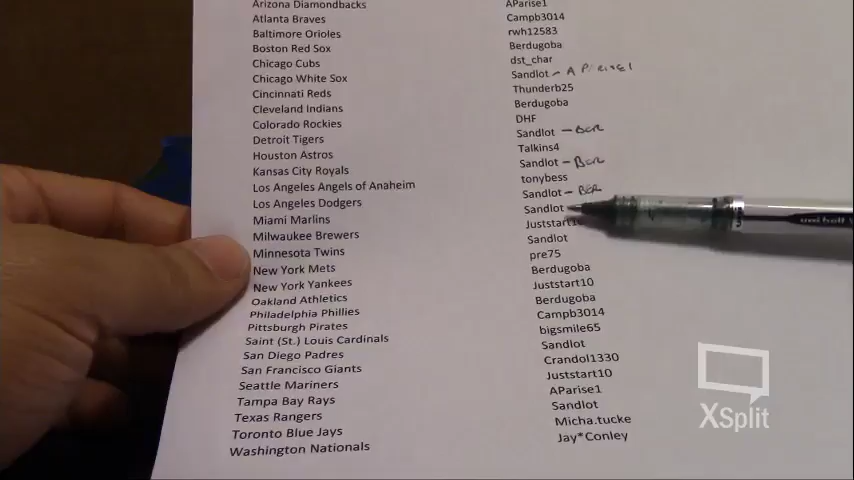 Arizona Diamondbacks AParise1
Atlanta Braves Campb3014
Baltimore Orioles rwh12583
Boston Red Sox Berdugoba
Chicago Cubs dst_char
Chicago White Sox Sandlot – A Parise1
Cincinnati Reds Thunderb25
Cleveland Indians Berdugoba
Colorado Rockies DHF
Detroit Tigers Sandlot – BER
Houston Astros Talkins4
Kansas City Royals Sandlot – BER
Los Angeles Angels of Anaheim tonybess
Los Angeles Dodgers Sandlot – BER
Miami Marlins Sandlot
Milwaukee Brewers Juststart10
Minnesota Twins Sandlot
New York Mets pre75
New York Yankees Berdugoba
Oakland Athletics Juststart10
Philadelphia Phillies Berdugoba
Pittsburgh Pirates Campb3014
Saint (St.) Louis Cardinals bigsmile65
San Diego Padres Sandlot
San Francisco Giants Crandol1330
Seattle Mariners Juststart10
Tampa Bay Rays AParise1
Texas Rangers Sandlot
Toronto Blue Jays Micha.tucke
Washington Nationals Jay*Conley
XSplit